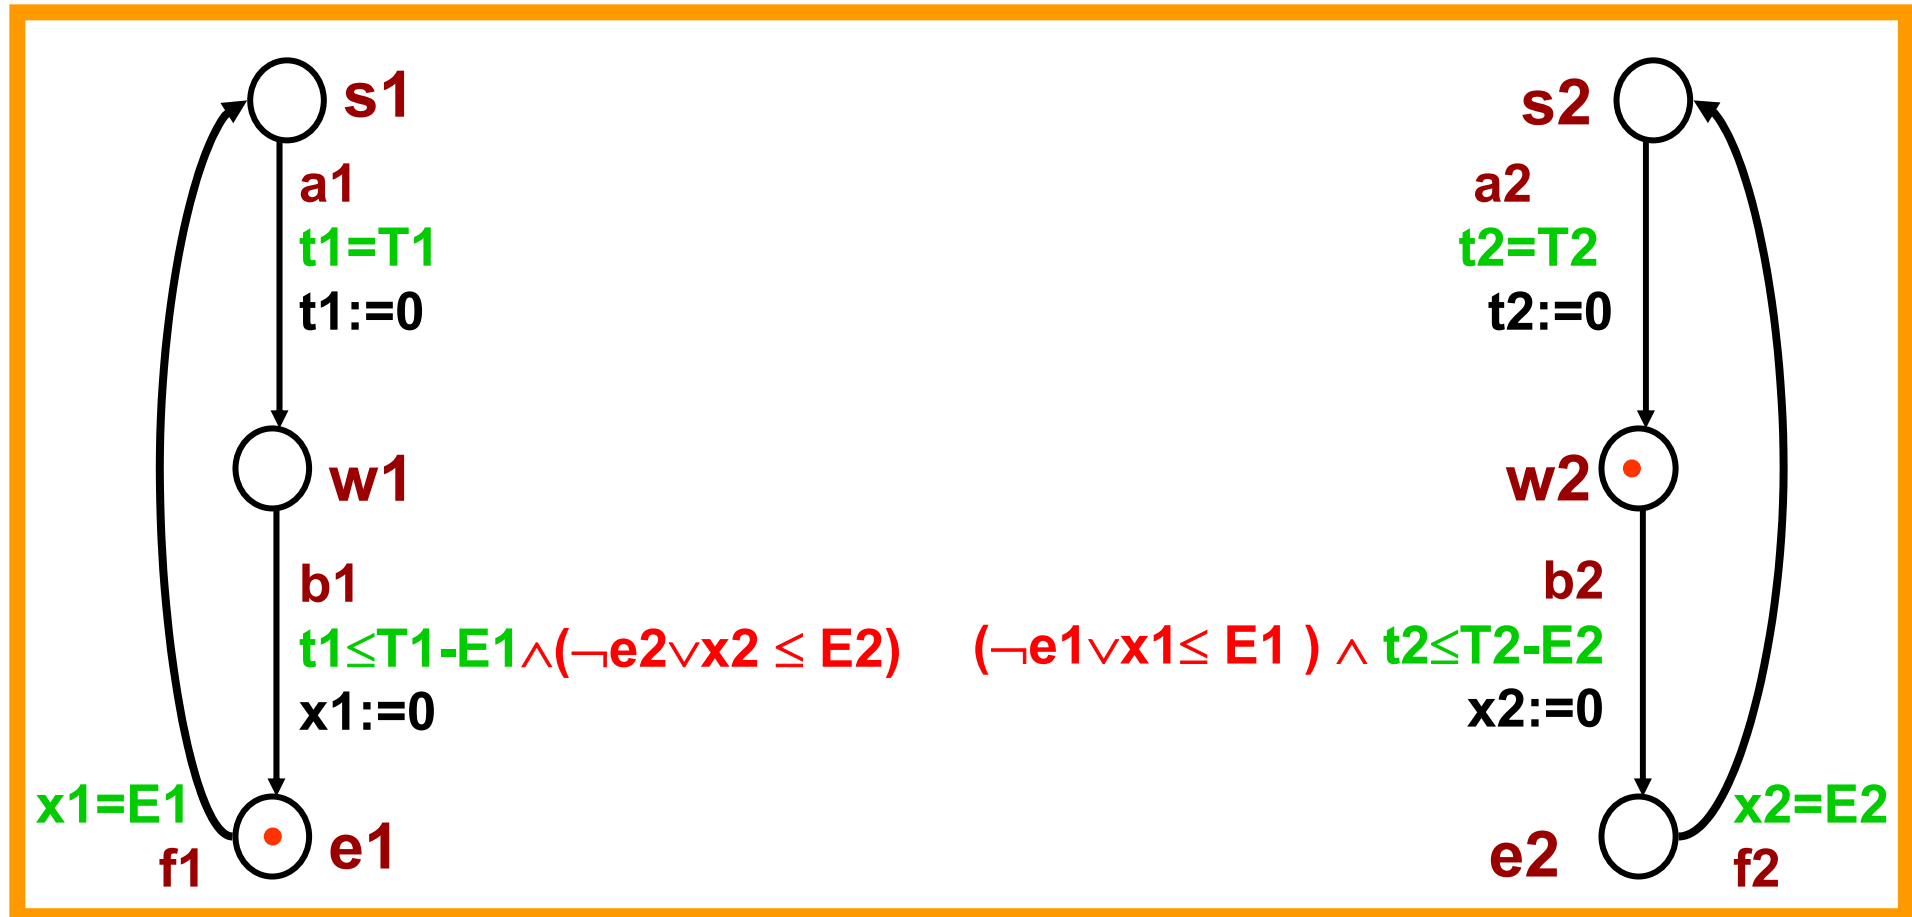 s1
s2
a1
a2
t1=T1
t2=T2
t1:=0
t2:=0
w1
w2
b1
b2
t1≤T1-E1∧(¬e2∨x2 ≤ E2)
(¬e1∨x1≤ E1 ) ∧ t2≤T2-E2
x1:=0
x2:=0
x1=E1
x2=E2
e1
e2
f1
f2